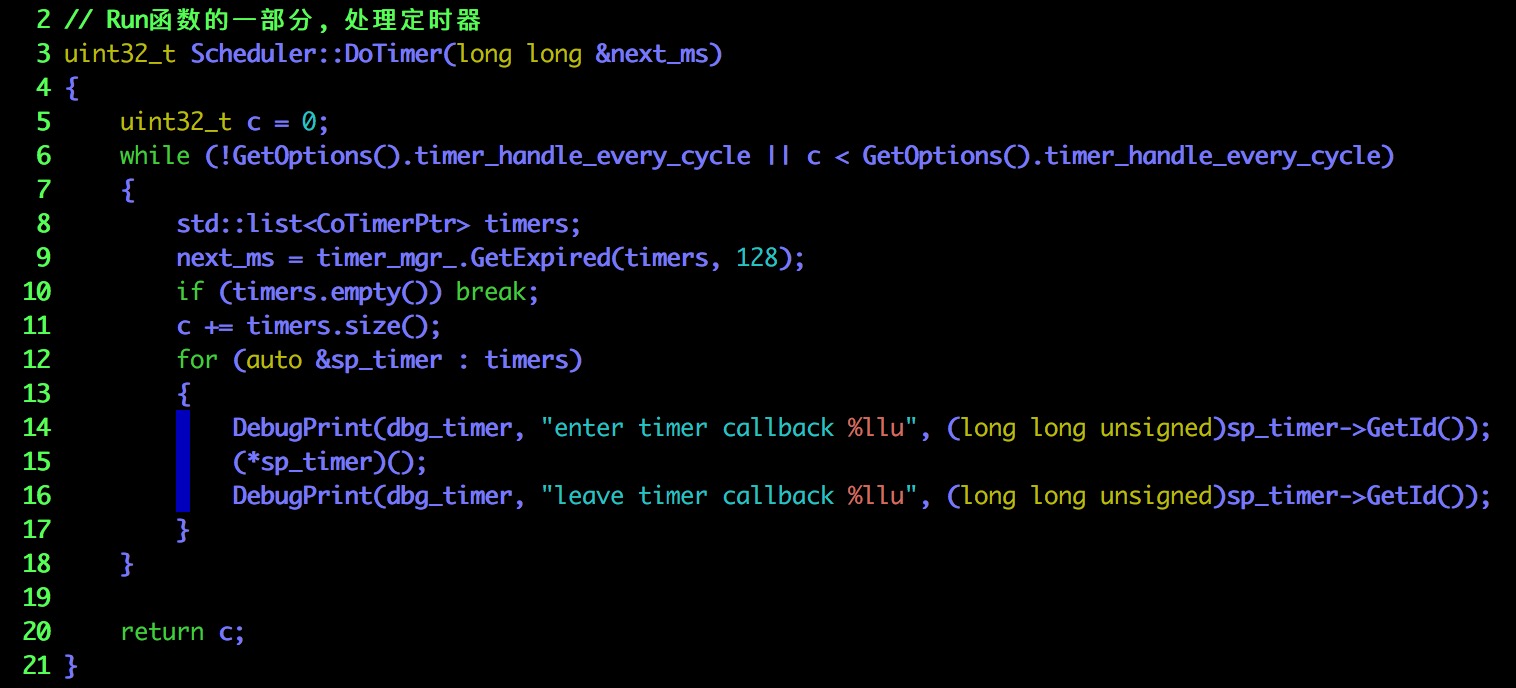 2 // Run函数的一部分, 处理定时器
3 uint32_t Scheduler::DoTimer(long long &next_ms)
4 {
5     uint32_t c = 0;
6     while (!GetOptions().timer_handle_every_cycle || c < GetOptions().timer_handle_every_cycle)
7     {
8         std::list<CoTimerPtr> timers;
9         next_ms = timer_mgr_.GetExpired(timers, 128);
10         if (timers.empty()) break;
11         c += timers.size();
12         for (auto &sp_timer : timers)
13         {
14             DebugPrint(dbg_timer, "enter timer callback %llu", (long long unsigned)sp_timer->GetId());
15             (*sp_timer)();
16             DebugPrint(dbg_timer, "leave timer callback %llu", (long long unsigned)sp_timer->GetId());
17         }
18     }
19
20     return c;
21 }